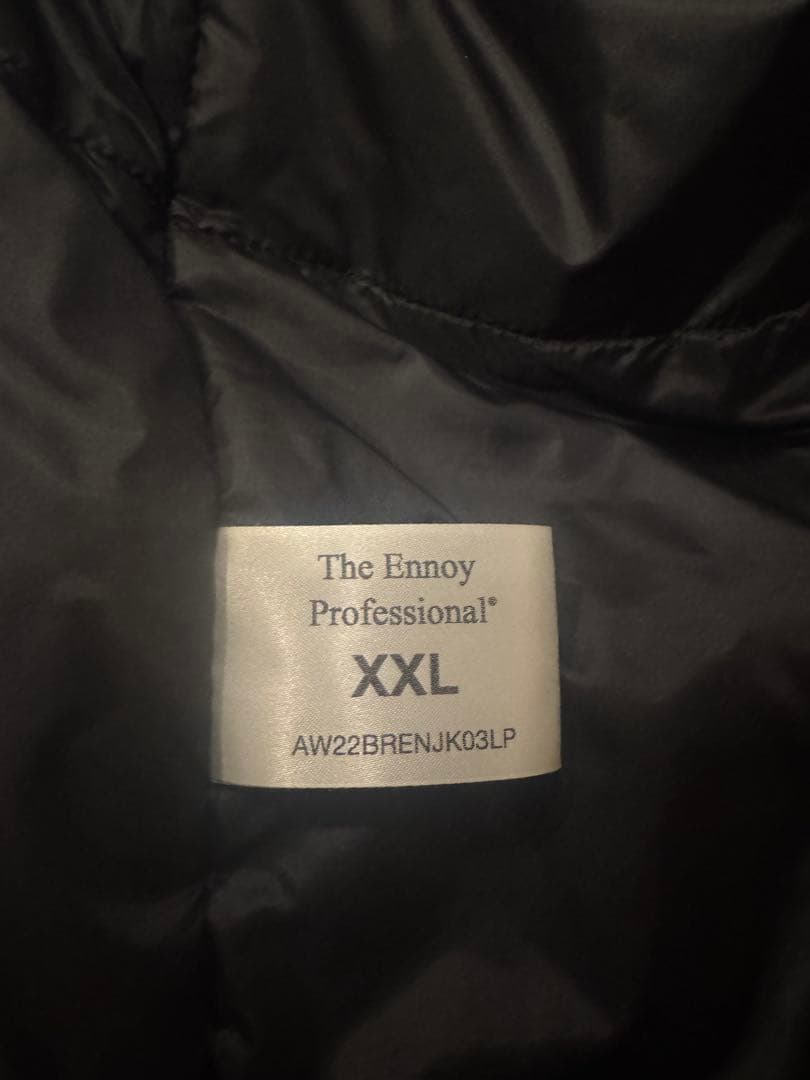 The Ennoy
Professional®
XXL
AW22BRENJK03LP